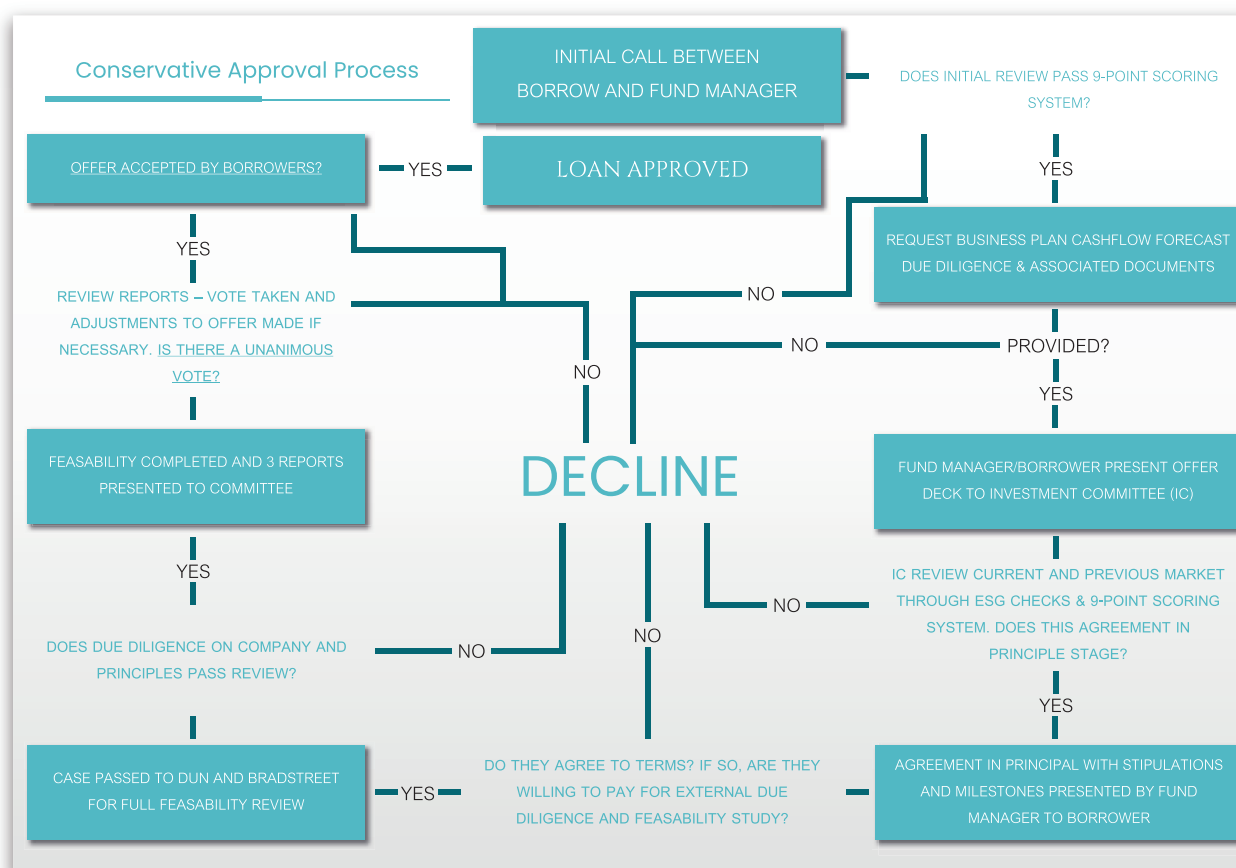 Conservative Approval Process
INITIAL CALL BETWEEN
BORROW AND FUND MANAGER
DOES INITIAL REVIEW PASS 9-POINT SCORING
SYSTEM?
YES
REQUEST BUSINESS PLAN CASHFLOW FORECAST
DUE DILIGENCE & ASSOCIATED DOCUMENTS
NO
PROVIDED?
NO
YES
FUND MANAGER/BORROWER PRESENT OFFER
DECK TO INVESTMENT COMMITTEE (IC)
IC REVIEW CURRENT AND PREVIOUS MARKET
THROUGH ESG CHECKS & 9-POINT SCORING
SYSTEM. DOES THIS AGREEMENT IN
PRINCIPLE STAGE?
NO
YES
AGREEMENT IN PRINCIPAL WITH STIPULATIONS
AND MILESTONES PRESENTED BY FUND
MANAGER TO BORROWER
DO THEY AGREE TO TERMS? IF SO, ARE THEY
WILLING TO PAY FOR EXTERNAL DUE
DILIGENCE AND FEASABILITY STUDY?
NO
YES
CASE PASSED TO DUN AND BRADSTREET
FOR FULL FEASABILITY REVIEW
DOES DUE DILIGENCE ON COMPANY AND
PRINCIPLES PASS REVIEW?
NO
YES
FEASABILITY COMPLETED AND 3 REPORTS
PRESENTED TO COMMITTEE
REVIEW REPORTS – VOTE TAKEN AND
ADJUSTMENTS TO OFFER MADE IF
NECESSARY. IS THERE A UNANIMOUS
VOTE?
NO
YES
OFFER ACCEPTED BY BORROWERS?
YES
LOAN APPROVED
DECLINE